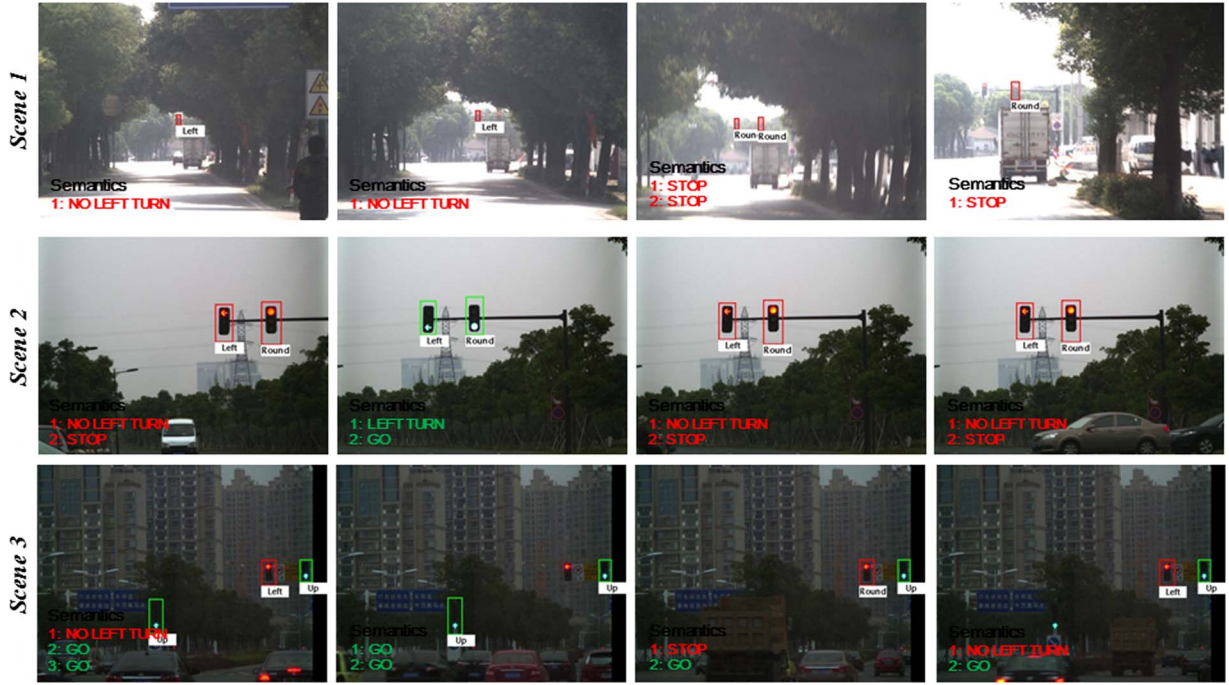 Scene 1
Left
Semantics
1: NO LEFT TURN
Left
Semantics
1: NO LEFT TURN
Roun
Round
Semantics
1: STOP
2: STOP
Round
Semantics
1: STOP
Scene 2
Left
Round
Semantics
1: NO LEFT TURN
2: STOP
Left
Round
Semantics
1: LEFT TURN
2: GO
Left
Round
Semantics
1: NO LEFT TURN
2: STOP
Left
Round
Semantics
1: NO LEFT TURN
2: STOP
Scene 3
Left
Up
Up
Semantics
1: NO LEFT TURN
2: GO
3: GO
Up
Up
Semantics
1: GO
2: GO
Round
Up
Semantics
1: STOP
2: GO
Left
Up
Semantics
1: NO LEFT TURN
2: GO